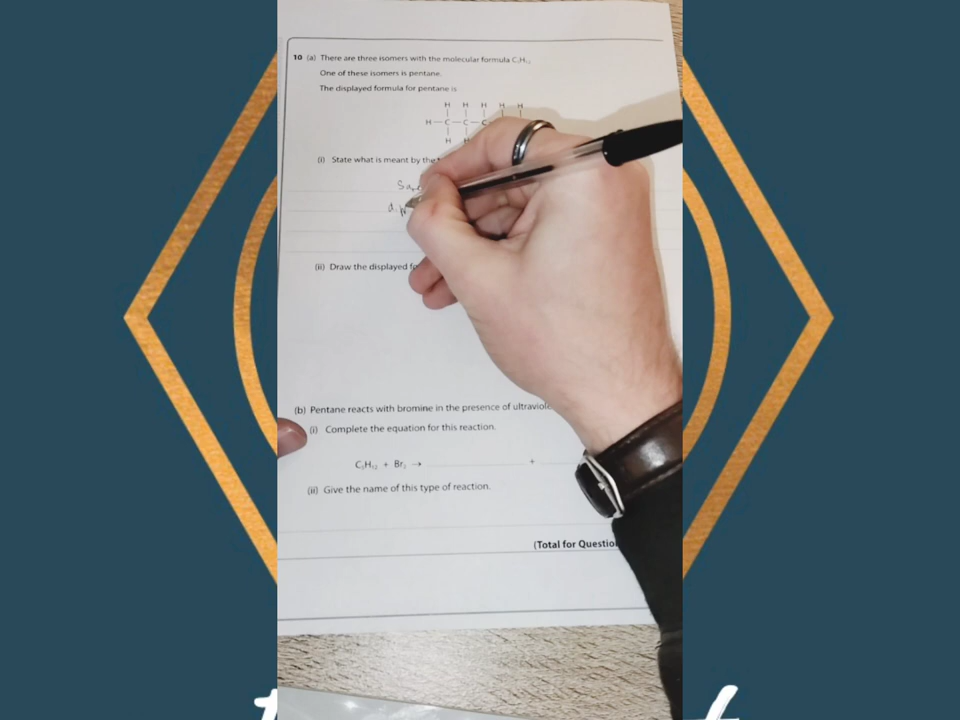 10 (a) There are three isomers with the molecular formula C₅H₁₂.
One of these isomers is pentane.
The displayed formula for pentane is
H H H H H
H—C—C—C
H H
(i) State what is meant by the
(ii) Draw the displayed
(b) Pentane reacts with bromine in the presence of
(i) Complete the equation for this reaction.
C₅H₁₂ + Br₂ → +
(ii) Give the name of this type of reaction.
(Total for